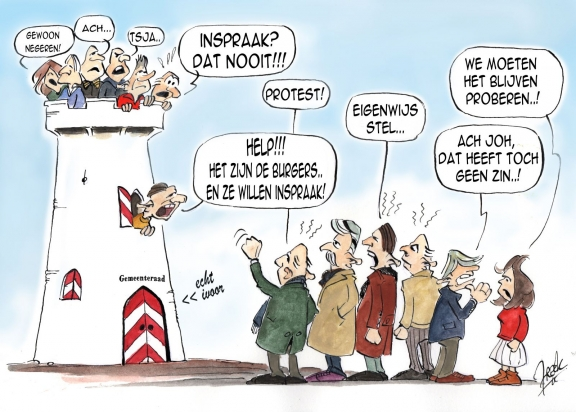 GEWOON
NEGEREN!
ACH...
TSJA..
INSPRAAK?
DAT NOOIT!!!
PROTEST!
HELP!!!
HET ZIJN DE BURGERS..
EN ZE WILLEN INSPRAAK!
EIGENWIJS
STEL...
WE MOETEN
HET BLIJVEN
PROBEREN..!
ACH JOH,
DAT HEEFT TOCH
GEEN ZIN..!
Gemeenteraad
<< echt
ivoor